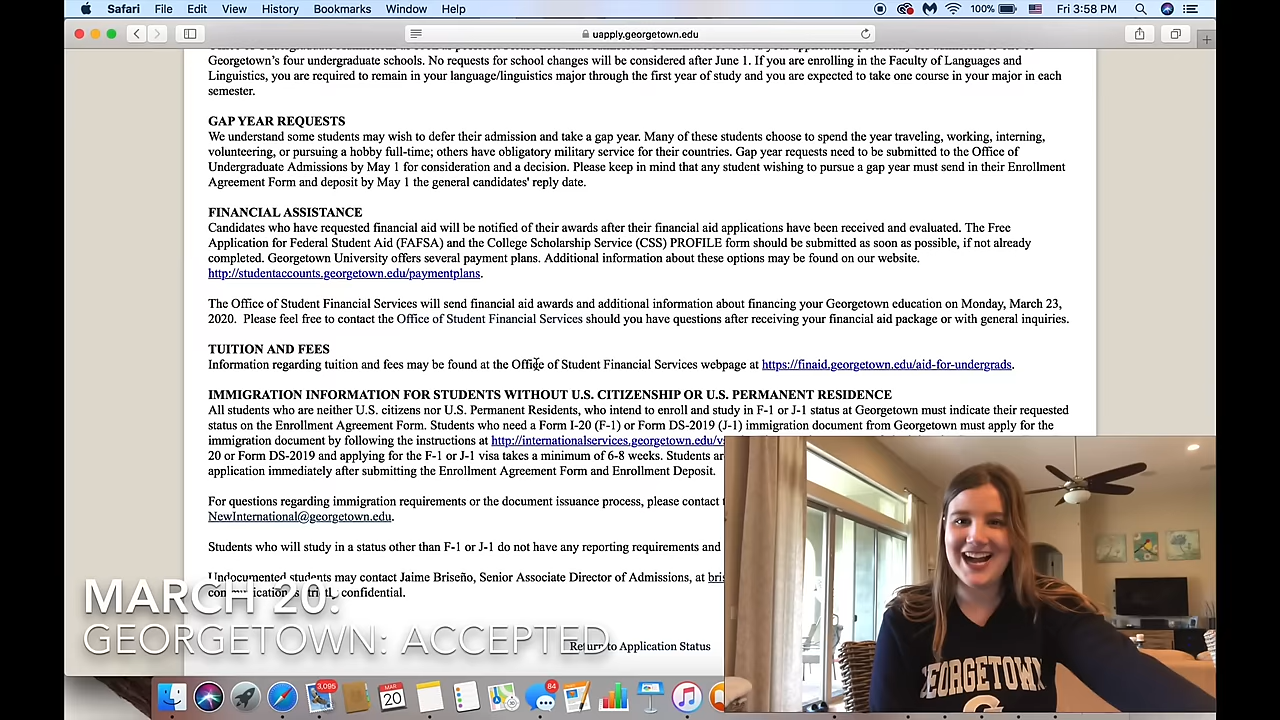 Safari File Edit View History Bookmarks Window Help
100% Fri 3:58 PM
uapply.georgetown.edu
Georgetown's four undergraduate schools. No requests for school changes will be considered after June 1. If you are enrolling in the Faculty of Languages and
Linguistics, you are required to remain in your language/linguistics major through the first year of study and you are expected to take one course in your major in each
semester.
GAP YEAR REQUESTS
We understand some students may wish to defer their admission and take a gap year. Many of these students choose to spend the year traveling, working, interning,
volunteering, or pursuing a hobby full-time; others have obligatory military service for their countries. Gap year requests need to be submitted to the Office of
Undergraduate Admissions by May 1 for consideration and a decision. Please keep in mind that any student wishing to pursue a gap year must send in their Enrollment
Agreement Form and deposit by May 1 the general candidates' reply date.
FINANCIAL ASSISTANCE
Candidates who have requested financial aid will be notified of their awards after their financial aid applications have been received and evaluated. The Free
Application for Federal Student Aid (FAFSA) and the College Scholarship Service (CSS) PROFILE form should be submitted as soon as possible, if not already
completed. Georgetown University offers several payment plans. Additional information about these options may be found on our website.
http://studentaccounts.georgetown.edu/paymentplans.
The Office of Student Financial Services will send financial aid awards and additional information about financing your Georgetown education on Monday, March 23,
2020. Please feel free to contact the Office of Student Financial Services should you have questions after receiving your financial aid package or with general inquiries.
TUITION AND FEES
Information regarding tuition and fees may be found at the Office of Student Financial Services webpage at https://finaid.georgetown.edu/aid-for-undergrads.
IMMIGRATION INFORMATION FOR STUDENTS WITHOUT U.S. CITIZENSHIP OR U.S. PERMANENT RESIDENCE
All students who are neither U.S. citizens nor U.S. Permanent Residents, who intend to enroll and study in F-1 or J-1 status at Georgetown must indicate their requested
status on the Enrollment Agreement Form. Students who need a Form I-20 (F-1) or Form DS-2019 (J-1) immigration document from Georgetown must apply for the
immigration document by following the instructions at http://internationalservices.georgetown.edu/v
20 or Form DS-2019 and applying for the F-1 or J-1 visa takes a minimum of 6-8 weeks. Students are
application immediately after submitting the Enrollment Agreement Form and Enrollment Deposit.
For questions regarding immigration requirements or the document issuance process, please contact t
NewInternational@georgetown.edu.
Students who will study in a status other than F-1 or J-1 do not have any reporting requirements and
Undocumented students may contact Jaime Briseño, Senior Associate Director of Admissions, at bris
communication is strictly confidential.
MARCH 20:
GEORGETOWN: ACCEPTED
Return to Application Status
GEORGETOWN
G
3,095
MAR
20
84